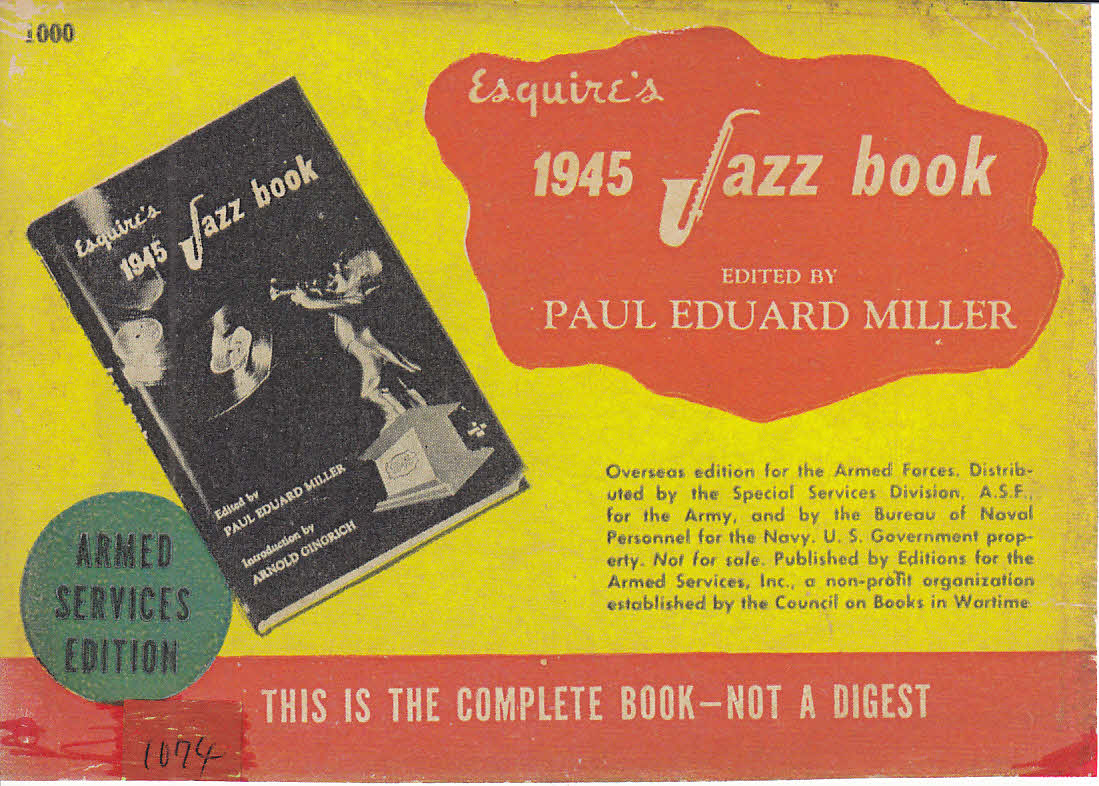 1000
Esquire's
1945 Jazz book
EDITED BY
PAUL EDUARD MILLER
Esquire's
1945 Jazz book
Edited by
PAUL EDUARD MILLER
Introduction by
ARNOLD GINGRICH
Overseas edition for the Armed Forces. Distrib-
uted by the Special Services Division, A.S.F.,
for the Army, and by the Bureau of Naval
Personnel for the Navy. U. S. Government prop-
erty. Not for sale. Published by Editions for the
Armed Services, Inc., a non-profit organization
established by the Council on Books in Wartime
ARMED
SERVICES
EDITION
THIS IS THE COMPLETE BOOK—NOT A DIGEST
1074